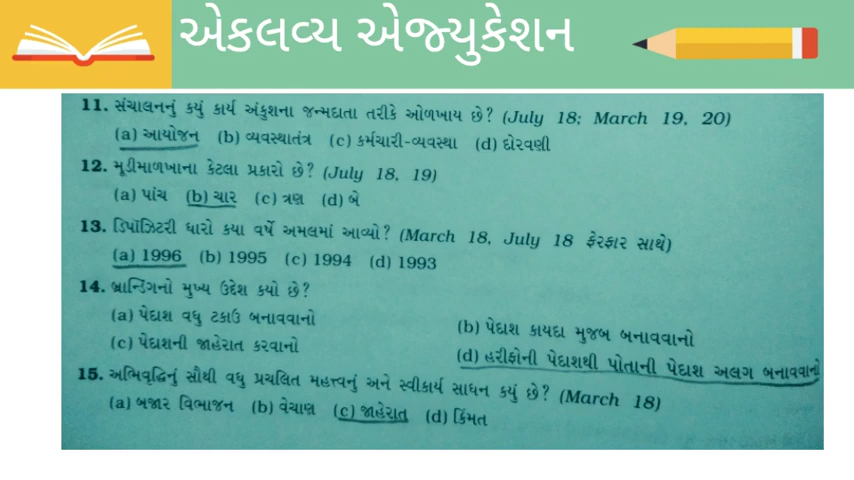 એકલવ્ય એજ્યુકેશન
11. સંચાલનનું કયું કાર્ય અંકુશના જન્મદાતા તરીકે ઓળખાય છે? (July 18; March 19, 20)
(a) આયોજન (b) વ્યવસ્થાતંત્ર (c) કર્મચારી-વ્યવસ્થા (d) દોરવણી
12. મૂડીમાળખાના કેટલા પ્રકારો છે? (July 18, 19)
(a) પાંચ (b) ચાર (c) ત્રણ (d) બે
13. ડિપૉઝિટરી ધારો કયા વર્ષે અમલમાં આવ્યો? (March 18, July 18 ફેરફાર સાથે)
(a) 1996 (b) 1995 (c) 1994 (d) 1993
14. બ્રાન્ડિંગનો મુખ્ય ઉદ્દેશ કયો છે?
(a) પેદાશ વધુ ટકાઉ બનાવવાનો (b) પેદાશ કાયદા મુજબ બનાવવાનો
(c) પેદાશની જાહેરાત કરવાનો (d) હરીફોની પેદાશથી પોતાની પેદાશ અલગ બનાવવાનો
15. અભિવૃદ્ધિનું સૌથી વધુ પ્રચલિત મહત્ત્વનું અને સ્વીકાર્ય સાધન કયું છે? (March 18)
(a) બજાર વિભાજન (b) વેચાણ (c) જાહેરાત (d) કિંમત